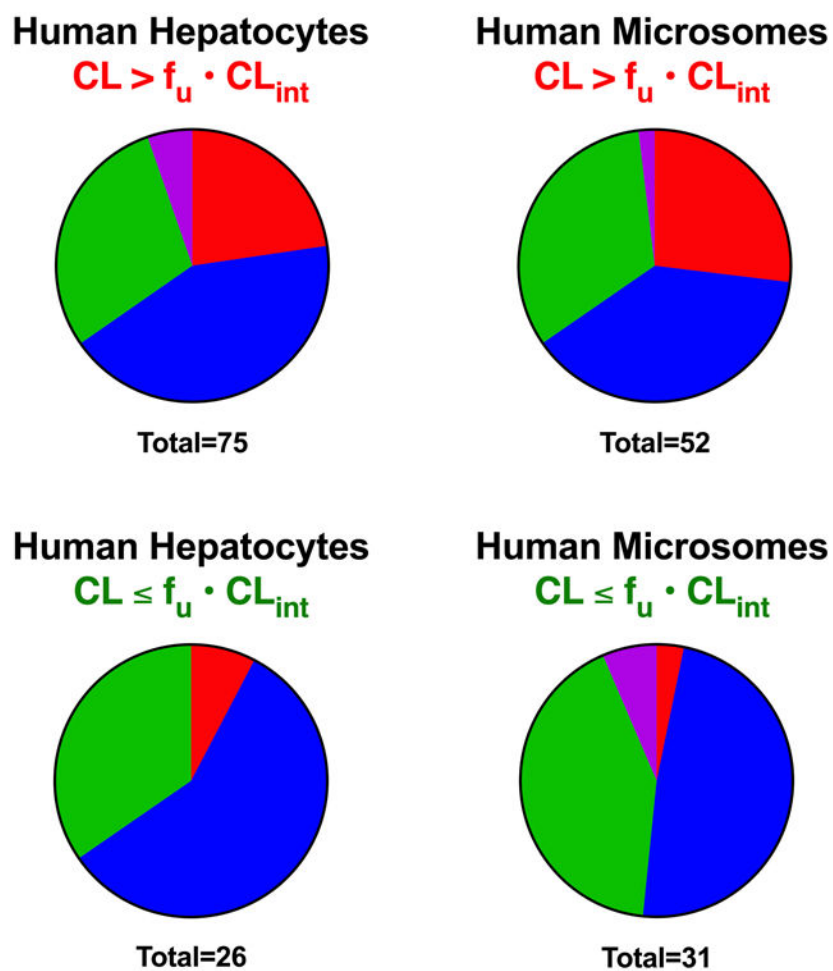 Human Hepatocytes
CL > fu · CLint
Total=75
Human Microsomes
CL > fu · CLint
Total=52
Human Hepatocytes
CL ≤ fu · CLint
Total=26
Human Microsomes
CL ≤ fu · CLint
Total=31